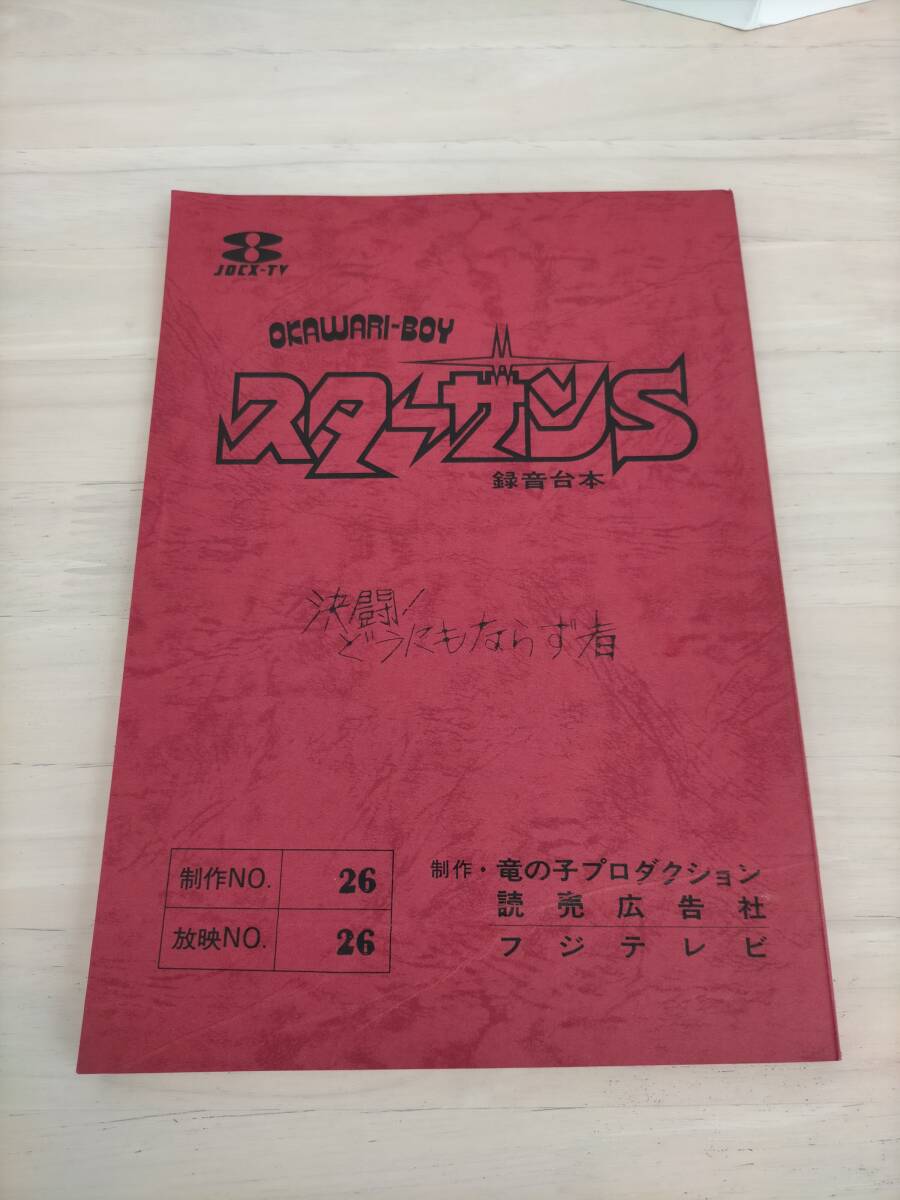 JOCX-TV
OKAWARI-BOY
スターザンS
録音台本
決闘!
どうにもならず者
制作NO. 26
放映NO. 26
制作・竜の子プロダクション
読売広告社
フジテレビ